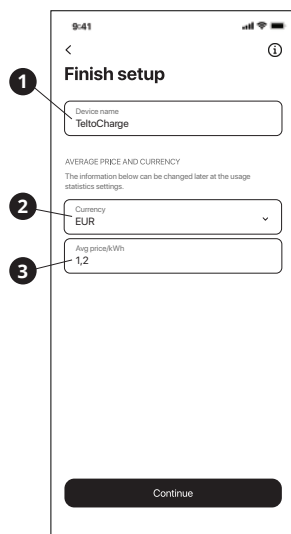 9:41
Finish setup
1
Device name
TeltoCharge
AVERAGE PRICE AND CURRENCY
The information below can be changed later at the usage
statistics settings.
2
Currency
EUR
Avg price/kWh
3
1,2
Continue